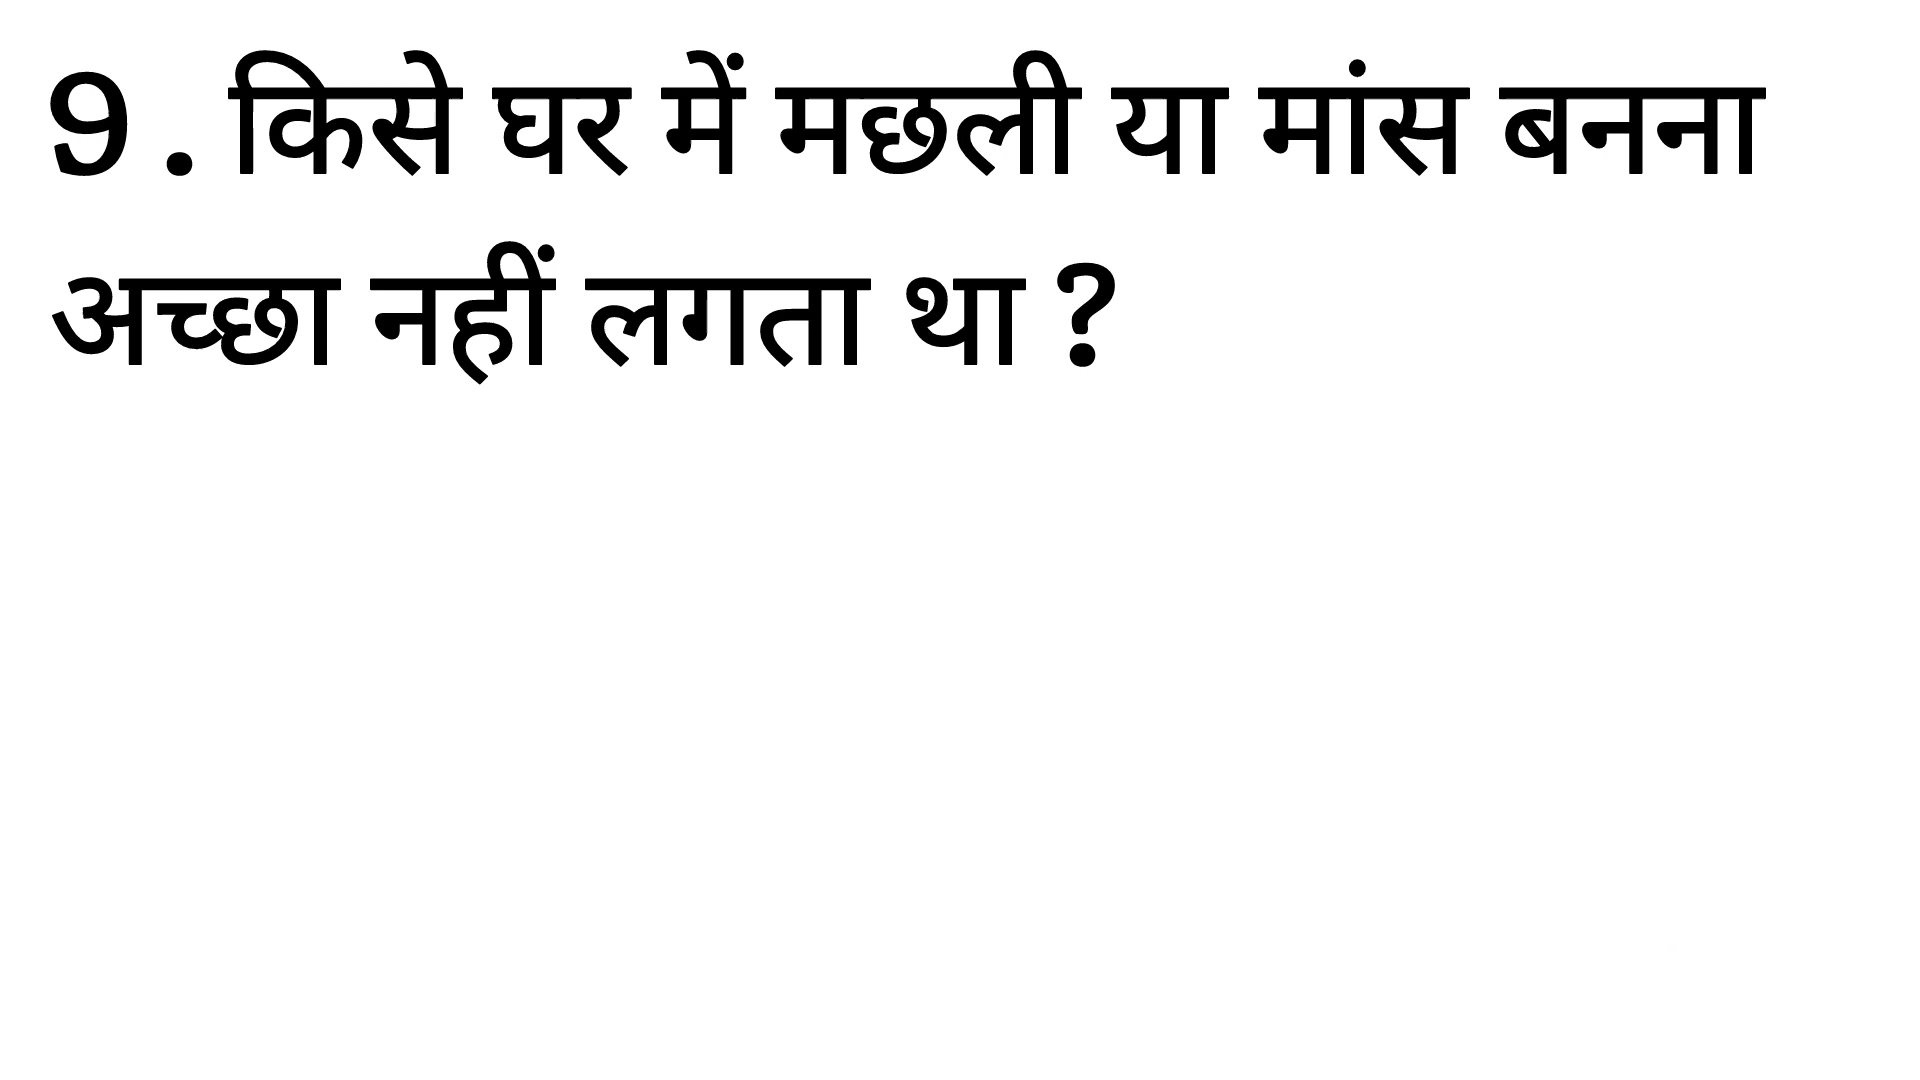 9 . किसे घर में मछली या मांस बनना
अच्छा नहीं लगता था ?